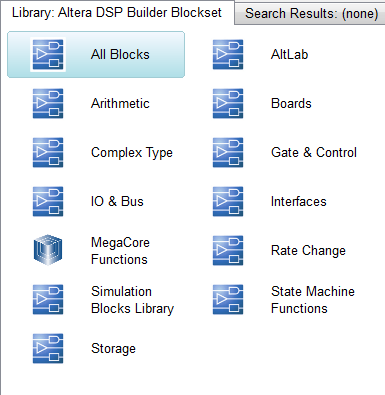 Library: Altera DSP Builder Blockset
Search Results: (none)
All Blocks
AltLab
Arithmetic
Boards
Complex Type
Gate & Control
IO & Bus
Interfaces
MegaCore
Functions
Rate Change
Simulation
Blocks Library
State Machine
Functions
Storage